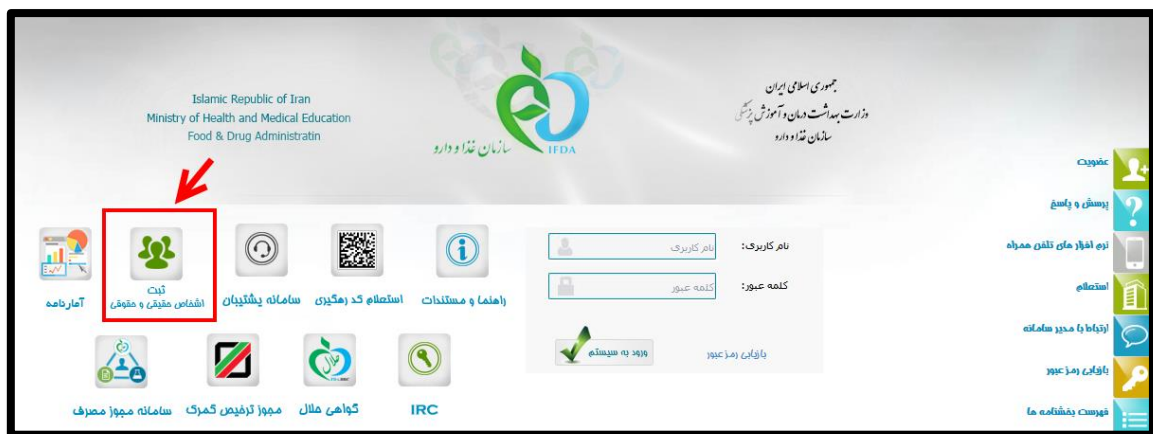 جمهوری اسلامی ایران
وزارت بهداشت درمان و آموزش پزشکی
سازمان غذا و دارو
سازمان غذا و دارو
IFDA
Islamic Republic of Iran
Ministry of Health and Medical Education
Food & Drug Administratin
عضویت
پرسش و پاسخ
نرم افزار های تلفن همراه
استعلام
ارتباط با مدیر سامانه
بازیابی رمز عبور
فهرست بخشنامه ها
نام کاربری:
نام کاربری
کلمه عبور:
کلمه عبور
بازیابی رمز عبور
ورود به سیستم
راهنما و مستندات
استعلام کد رهگیری
سامانه پشتیبان
ثبت
اشخاص حقیقی و حقوقی
آمارنامه
IRC
گواهی حلال
حلال
مجوز ترخیص گمرک
سامانه مجوز مصرف